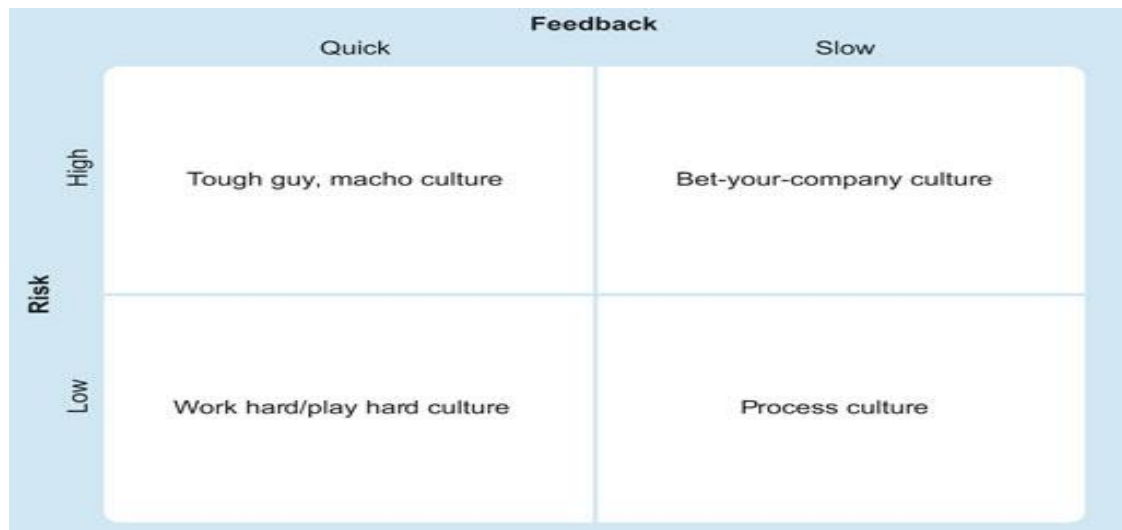 Feedback
Quick
Slow
High
Tough guy, macho culture
Bet-your-company culture
Risk
Low
Work hard/play hard culture
Process culture